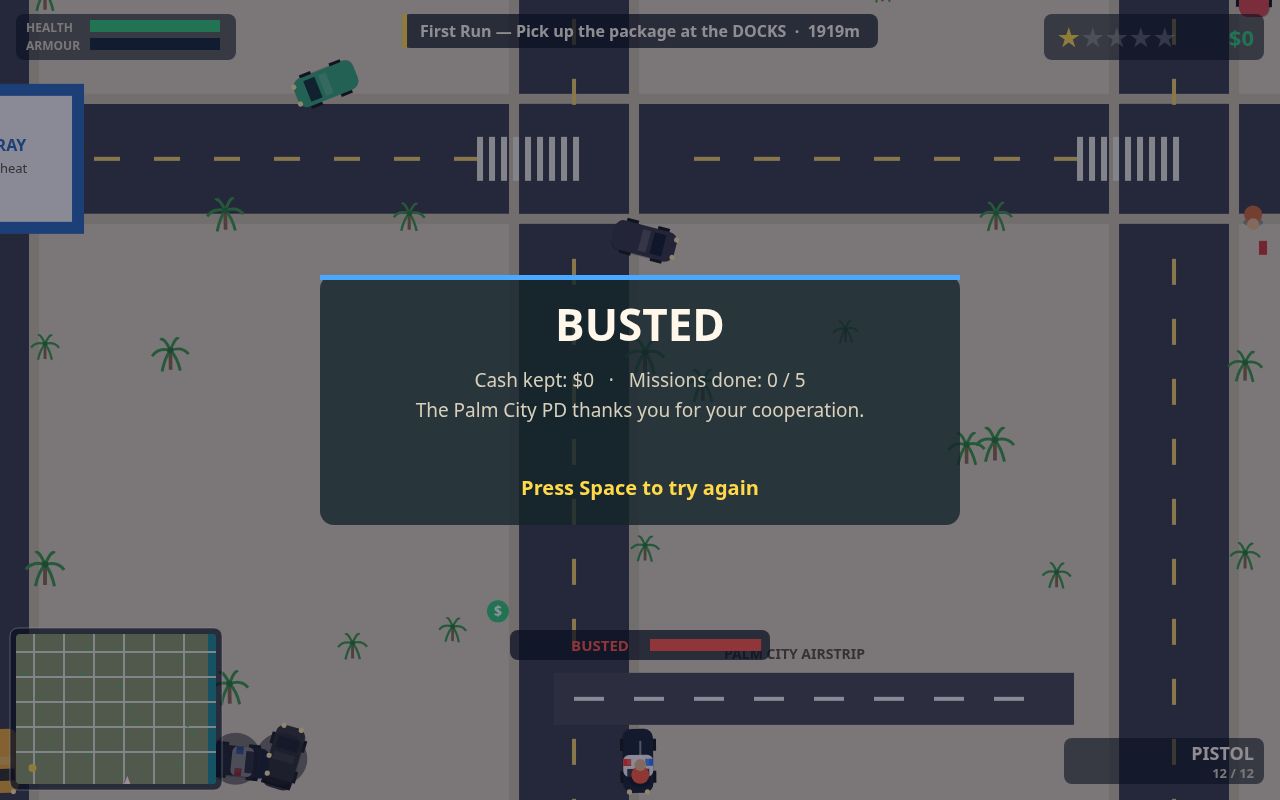 HEALTH
ARMOUR
First Run — Pick up the package at the DOCKS · 1919m
$0
RAY
heat
BUSTED
Cash kept: $0 · Missions done: 0 / 5
The Palm City PD thanks you for your cooperation.
Press Space to try again
$
BUSTED
PALM CITY AIRSTRIP
PISTOL
12 / 12